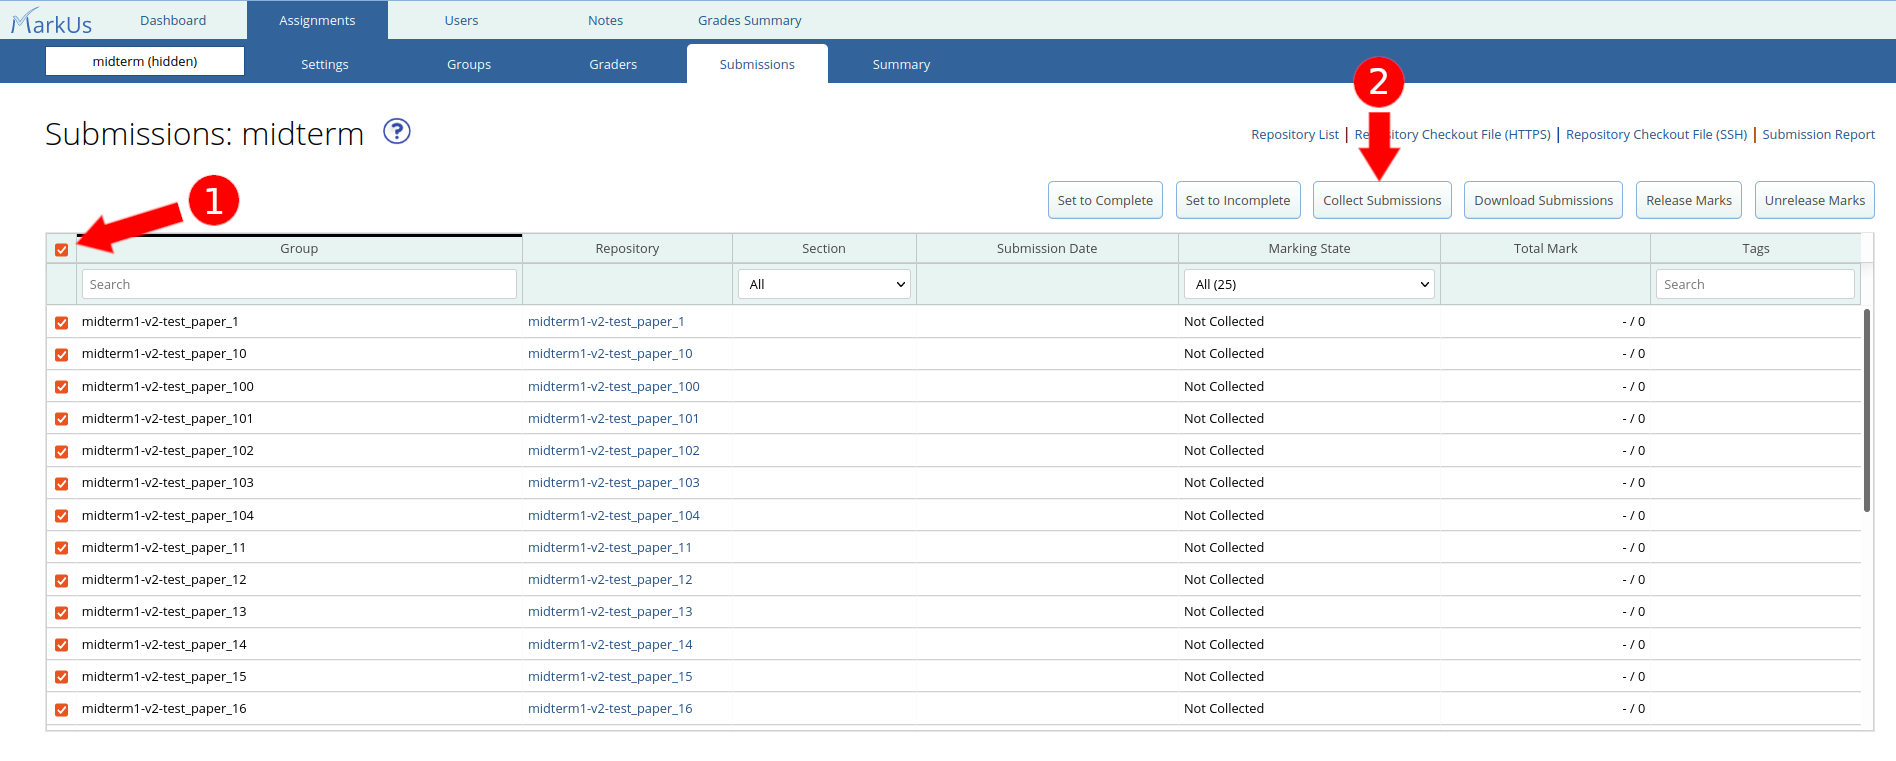 MarkUs Dashboard Assignments Users Notes Grades Summary
midterm (hidden) Settings Groups Graders Submissions Summary
2
Submissions: midterm ? Repository List | Repository Checkout File (HTTPS) | Repository Checkout File (SSH) | Submission Report
1
Set to Complete Set to Incomplete Collect Submissions Download Submissions Release Marks Unrelease Marks
Group Repository Section Submission Date Marking State Total Mark Tags
Search All All (25) Search
midterm1-v2-test_paper_1 midterm1-v2-test_paper_1 Not Collected - / 0
midterm1-v2-test_paper_10 midterm1-v2-test_paper_10 Not Collected - / 0
midterm1-v2-test_paper_100 midterm1-v2-test_paper_100 Not Collected - / 0
midterm1-v2-test_paper_101 midterm1-v2-test_paper_101 Not Collected - / 0
midterm1-v2-test_paper_102 midterm1-v2-test_paper_102 Not Collected - / 0
midterm1-v2-test_paper_103 midterm1-v2-test_paper_103 Not Collected - / 0
midterm1-v2-test_paper_104 midterm1-v2-test_paper_104 Not Collected - / 0
midterm1-v2-test_paper_11 midterm1-v2-test_paper_11 Not Collected - / 0
midterm1-v2-test_paper_12 midterm1-v2-test_paper_12 Not Collected - / 0
midterm1-v2-test_paper_13 midterm1-v2-test_paper_13 Not Collected - / 0
midterm1-v2-test_paper_14 midterm1-v2-test_paper_14 Not Collected - / 0
midterm1-v2-test_paper_15 midterm1-v2-test_paper_15 Not Collected - / 0
midterm1-v2-test_paper_16 midterm1-v2-test_paper_16 Not Collected - / 0